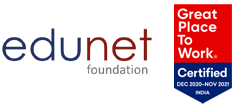 edunet
foundation
Great
Place
To
Work®
Certified
DEC 2020–NOV 2021
INDIA